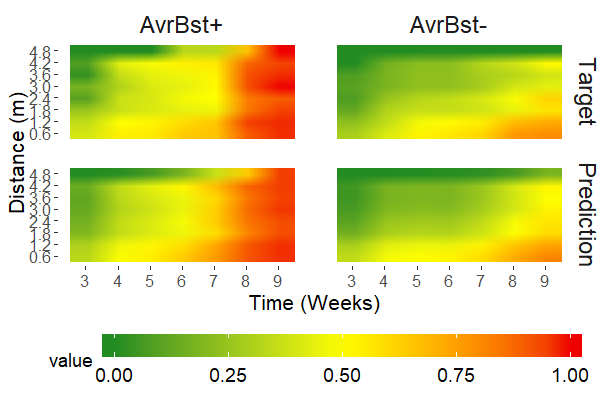 AvrBst+ AvrBst-
4.8
4.2
3.6
3.0
2.4
1.8
1.2
0.6
Target
Distance (m)
4.8
4.2
3.6
3.0
2.4
1.8
1.2
0.6
Prediction
3 4 5 6 7 8 9 3 4 5 6 7 8 9
Time (Weeks)
value
0.00 0.25 0.50 0.75 1.00